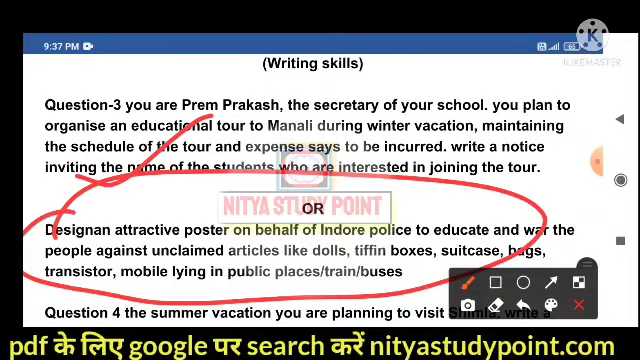 9:37 PM
K
KINEMASTER
(Writing skills)
Question-3 you are Prem Prakash, the secretary of your school. you plan to
organise an educational tour to Manali during winter vacation, maintaining
the schedule of the tour and expense says to be incurred. write a notice
inviting the name of the students who are interested in joining the tour.
OR
NITYA STUDY POINT
Designan attractive poster on behalf of Indore police to educate and war the
people against unclaimed articles like dolls, tiffin boxes, suitcase, bags,
transistor, mobile lying in public places/train/buses
Question 4 the summer vacation you are planning to visit Shimla. write a
pdf के लिए google पर search करें nityastudypoint.com